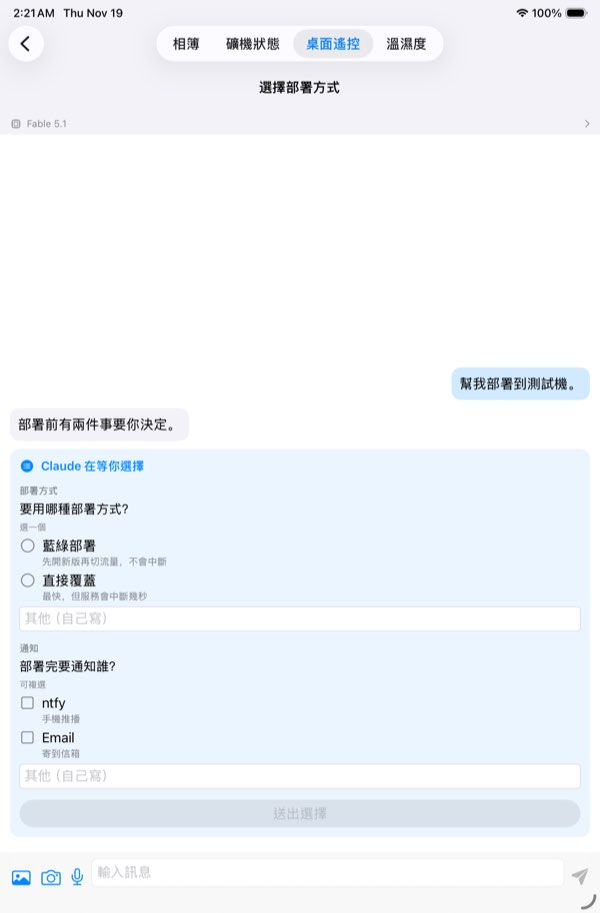 2:21 AM Thu Nov 19
100%
相簿
礦機狀態
桌面遙控
溫濕度
選擇部署方式
Fable 5.1
幫我部署到測試機。
部署前有兩件事要你決定。
Claude 在等你選擇
部署方式
要用哪種部署方式?
選一個
藍綠部署
先開新版再切流量，不會中斷
直接覆蓋
最快，但服務會中斷幾秒
其他（自己寫）
通知
部署完要通知誰?
可複選
ntfy
手機推播
Email
寄到信箱
其他（自己寫）
送出選擇
輸入訊息